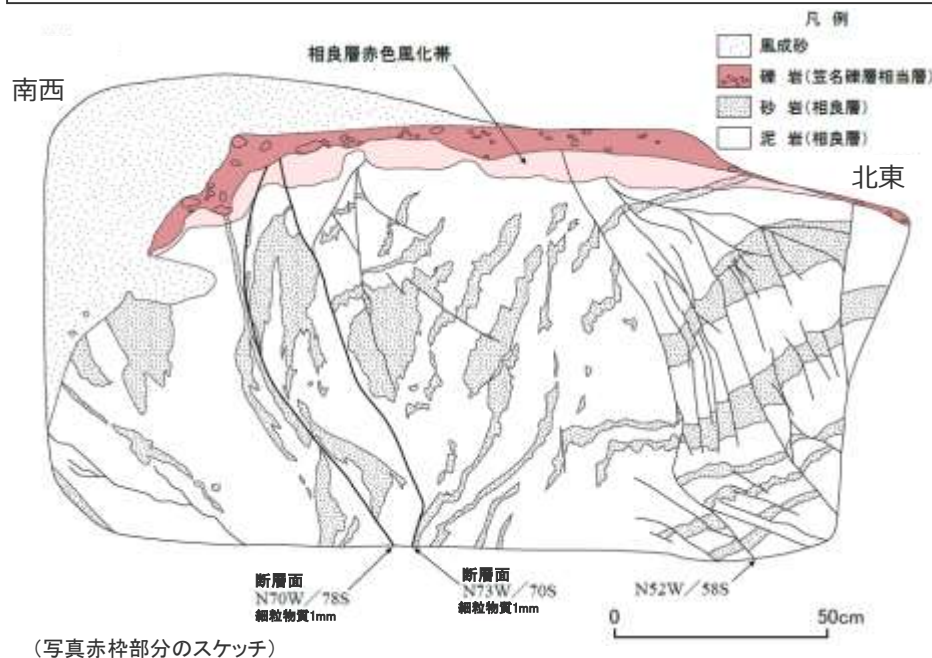 凡 例
風成砂
礫 岩(笠名礫層相当層)
砂 岩(相良層)
泥 岩(相良層)
相良層赤色風化帯
南西
北東
断層面
N70W/78S
細粒物質1mm
断層面
N73W/70S
細粒物質1mm
N52W/58S
0 50cm
(写真赤枠部分のスケッチ)